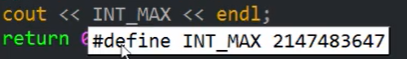 cout << INT_MAX << endl;
return
#define INT_MAX 2147483647